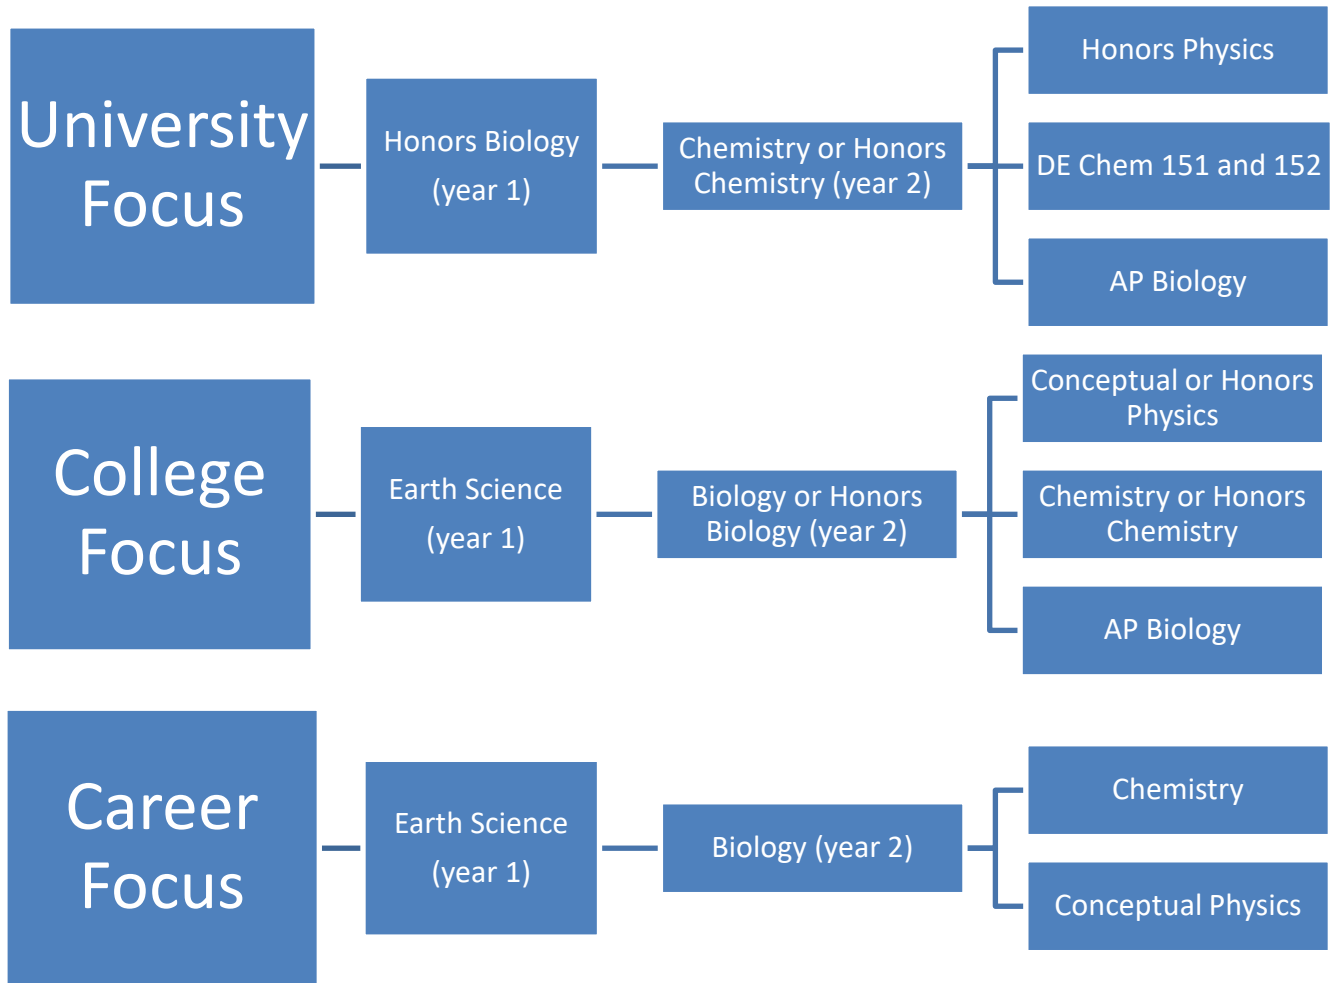 University
Focus
Honors Biology
(year 1)
Chemistry or Honors
Chemistry (year 2)
Honors Physics
DE Chem 151 and 152
AP Biology
College
Focus
Earth Science
(year 1)
Biology or Honors
Biology (year 2)
Conceptual or Honors
Physics
Chemistry or Honors
Chemistry
AP Biology
Career
Focus
Earth Science
(year 1)
Biology (year 2)
Chemistry
Conceptual Physics